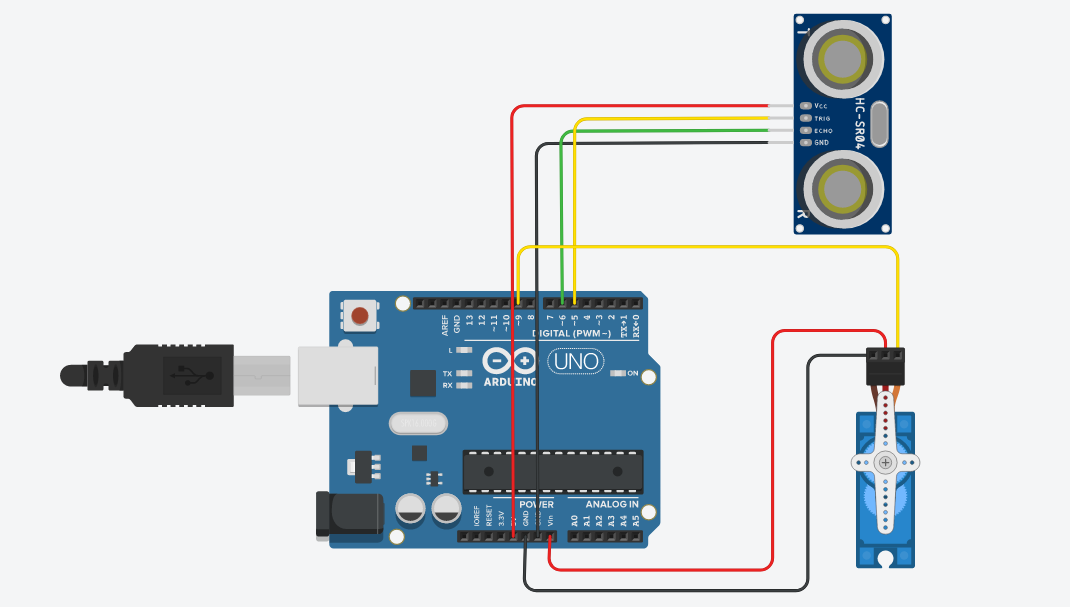 T
VCC
TRIG
ECHO
GND
HC-SR04
R
AREF
GND
13
12
~11
~10
~9
8
7
~6
~5
4
~3
2
TX→1
RX←0
DIGITAL (PWM~)
L
TX
RX
ARDUINO
UNO
ON
POWER
ANALOG IN
IOREF
RESET
3.3V
GND
Vin
A0
A1
A2
A3
A4
A5